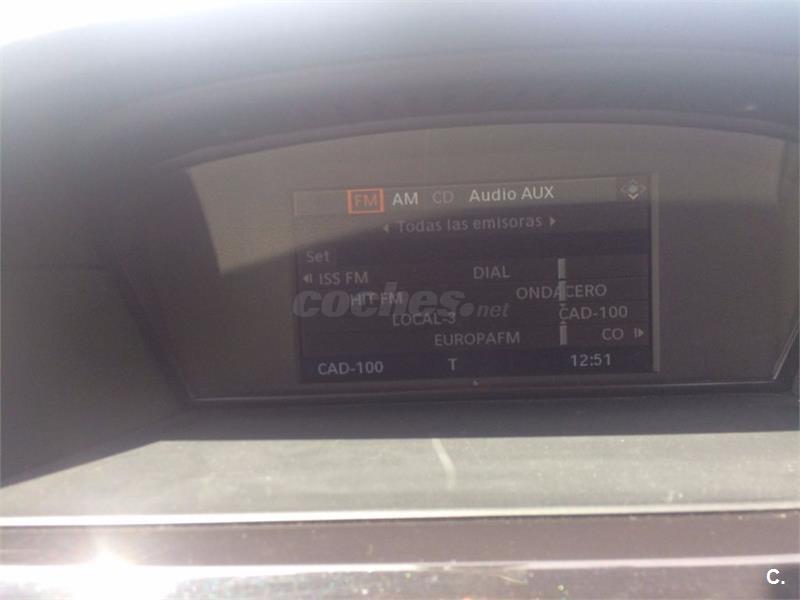 FM AM CD Audio AUX
Todas las emisoras
Set
ISS FM DIAL
HIT FM ONDACERO
LOCAL-3 CAD-100
EUROPAFM CO
CAD-100 T 12:51
coches.net
C.